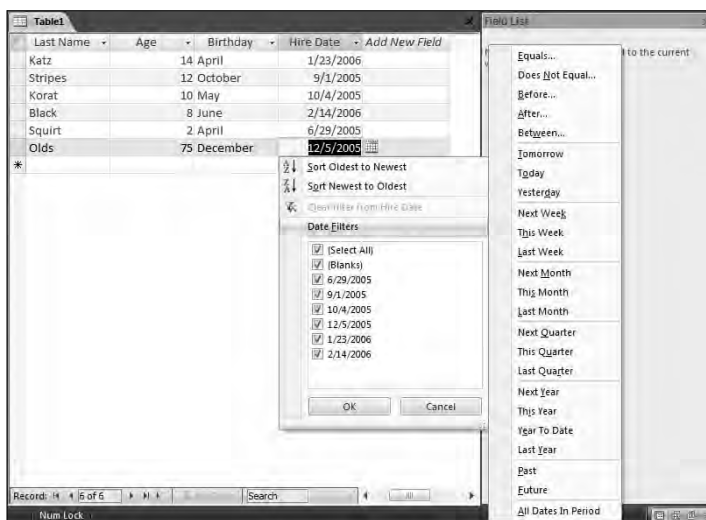 Table1
Field List
Last Name Age Birthday Hire Date Add New Field
Katz 14 April 1/23/2006
Stripes 12 October 9/1/2005
Korat 10 May 10/4/2005
Black 8 June 2/14/2006
Squirt 2 April 6/29/2005
Olds 75 December 12/5/2005
Sort Oldest to Newest
Sort Newest to Oldest
Clear filter from Hire Date
Date Filters
(Select All)
(Blanks)
6/29/2005
9/1/2005
10/4/2005
12/5/2005
1/23/2006
2/14/2006
OK Cancel
to the current
Equals...
Does Not Equal...
Before...
After...
Between...
Tomorrow
Today
Yesterday
Next Week
This Week
Last Week
Next Month
This Month
Last Month
Next Quarter
This Quarter
Last Quarter
Next Year
This Year
Year To Date
Last Year
Past
Future
All Dates In Period
Record: 6 of 6 Search
Num Lock